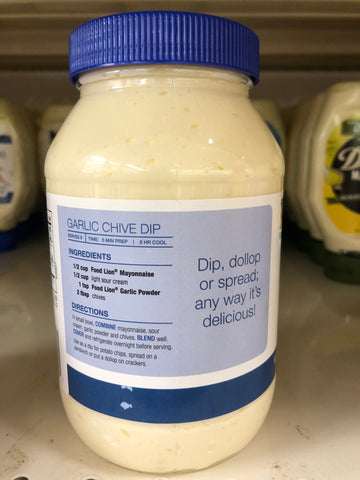 GARLIC CHIVE DIP
SERVES 8 | TIME: 5 MIN PREP | 8 HR COOL
INGREDIENTS
1/2 cup Food Lion® Mayonnaise
1/2 cup light sour cream
1 tsp Food Lion® Garlic Powder
2 tbsp chives
DIRECTIONS
In small bowl, COMBINE mayonnaise, sour
cream, garlic powder and chives. BLEND well.
COVER and refrigerate overnight before serving.
Use as a dip for potato chips, spread on a
sandwich or put a dollop on crackers.
Dip, dollop
or spread;
any way it's
delicious!